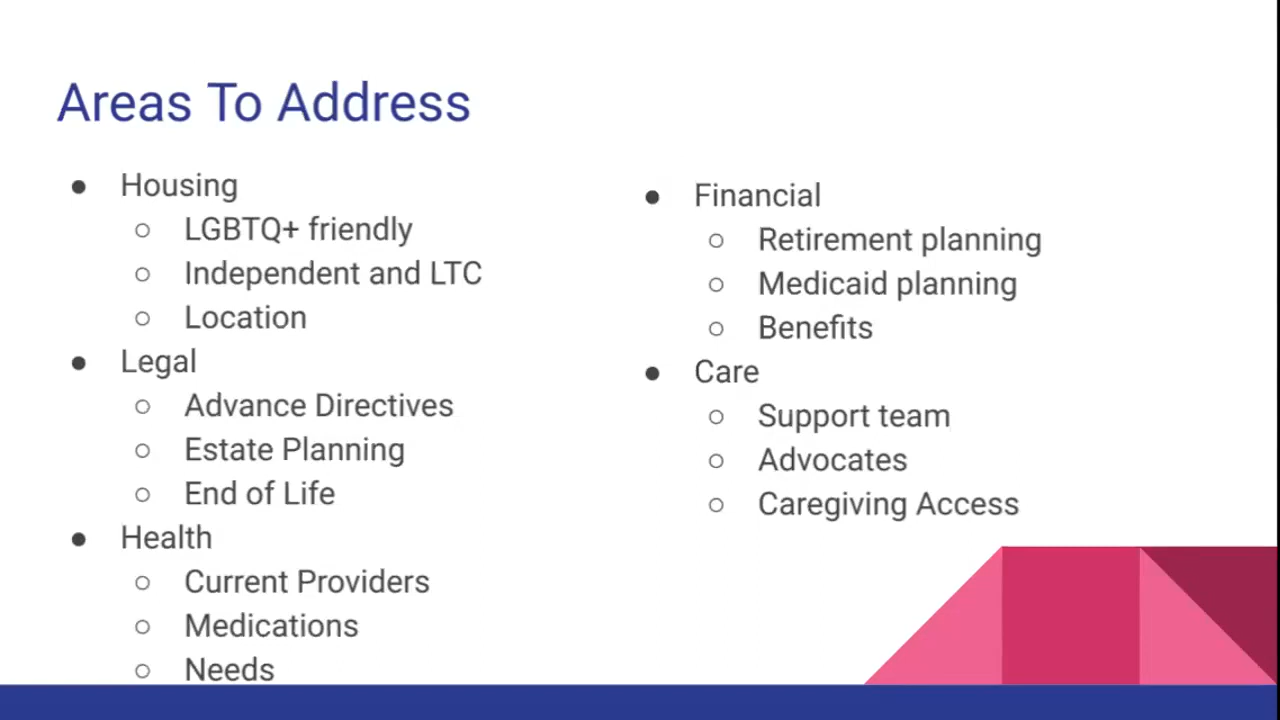 Areas To Address
● Housing
○ LGBTQ+ friendly
○ Independent and LTC
○ Location
● Legal
○ Advance Directives
○ Estate Planning
○ End of Life
● Health
○ Current Providers
○ Medications
○ Needs
● Financial
○ Retirement planning
○ Medicaid planning
○ Benefits
● Care
○ Support team
○ Advocates
○ Caregiving Access